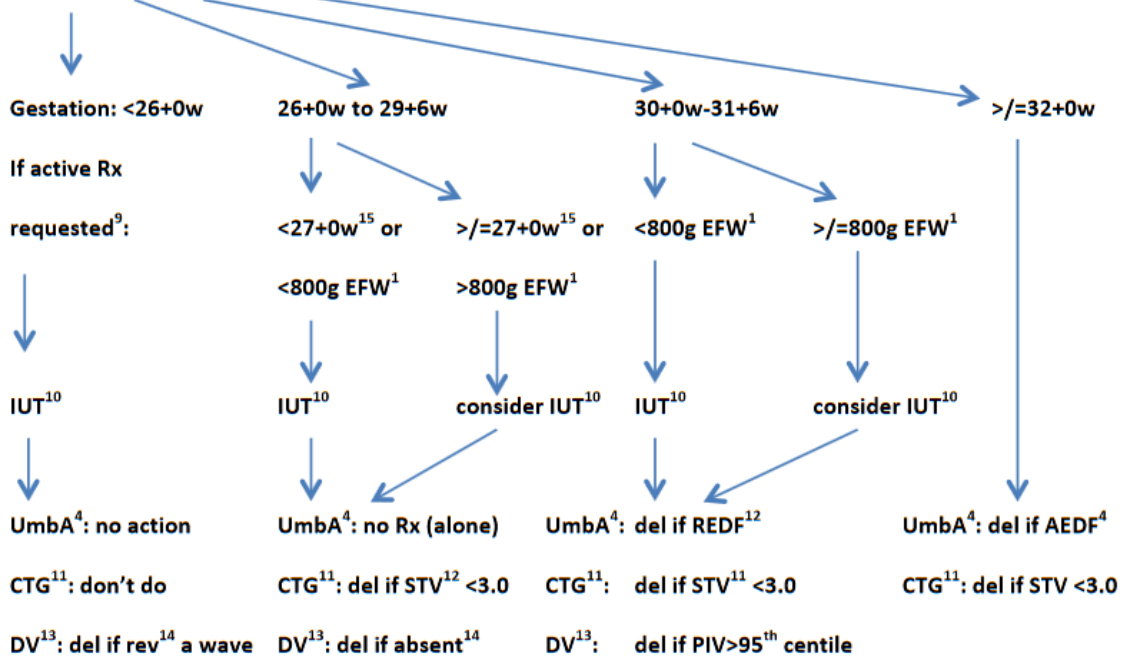 Gestation: <26+0w 26+0w to 29+6w 30+0w-31+6w >/=32+0w
If active Rx
requested9: <27+0w15 or >/=27+0w15 or <800g EFW1 >/=800g EFW1
<800g EFW1 >800g EFW1
IUT10 IUT10 consider IUT10 IUT10 consider IUT10
UmbA4: no action UmbA4: no Rx (alone) UmbA4: del if REDF12 UmbA4: del if AEDF4
CTG11: don't do CTG11: del if STV12 <3.0 CTG11: del if STV11 <3.0 CTG11: del if STV <3.0
DV13: del if rev14 a wave DV13: del if absent14 DV13: del if PIV>95th centile